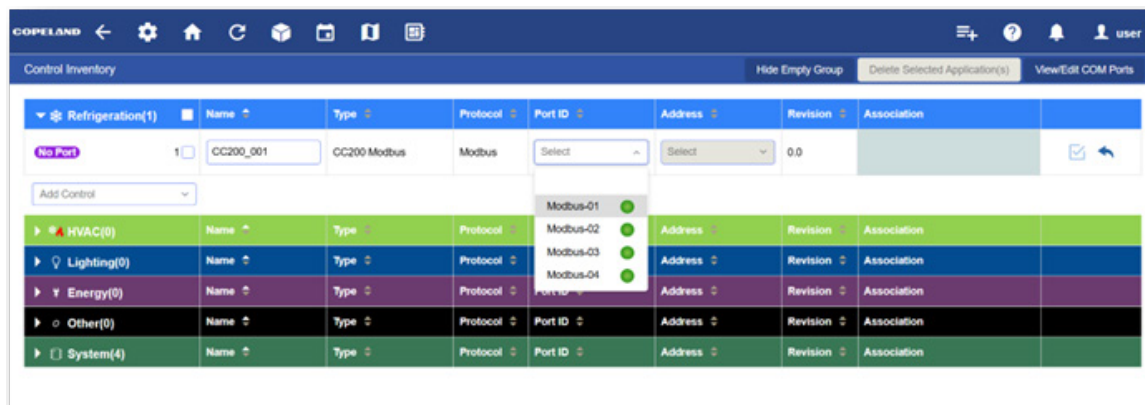 COPELAND user
Control Inventory Hide Empty Group Delete Selected Application(s) View/Edit COM Ports
Refrigeration(1) Name Type Protocol Port ID Address Revision Association
No Port 1 CC200_001 CC200 Modbus Modbus Select Select 0.0
Add Control
Modbus-01
Modbus-02
Modbus-03
Modbus-04
HVAC(0) Name Type Protocol Address Revision Association
Lighting(0) Name Type Protocol Address Revision Association
Energy(0) Name Type Protocol Port ID Address Revision Association
Other(0) Name Type Protocol Port ID Address Revision Association
System(4) Name Type Protocol Port ID Address Revision Association